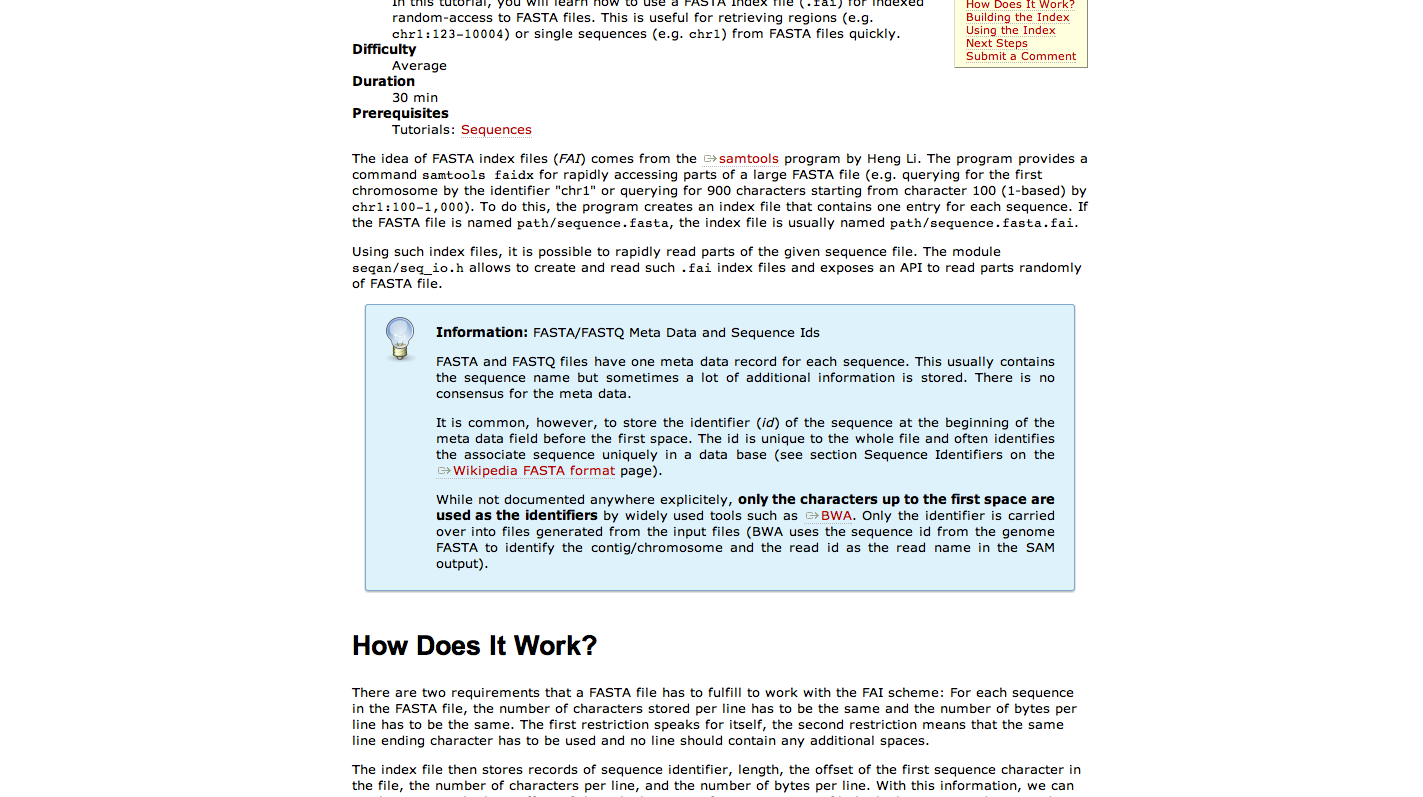 In this tutorial, you will learn how to use a FASTA Index file (.fai) for indexed
random-access to FASTA files. This is useful for retrieving regions (e.g.
chr1:123-10004) or single sequences (e.g. chr1) from FASTA files quickly.
Difficulty
Average
Duration
30 min
Prerequisites
Tutorials: Sequences
How Does It Work?
Building the Index
Using the Index
Next Steps
Submit a Comment
The idea of FASTA index files (FAI) comes from the samtools program by Heng Li. The program provides a
command samtools faidx for rapidly accessing parts of a large FASTA file (e.g. querying for the first
chromosome by the identifier "chr1" or querying for 900 characters starting from character 100 (1-based) by
chr1:100-1,000). To do this, the program creates an index file that contains one entry for each sequence. If
the FASTA file is named path/sequence.fasta, the index file is usually named path/sequence.fasta.fai.
Using such index files, it is possible to rapidly read parts of the given sequence file. The module
seqan/seq_io.h allows to create and read such .fai index files and exposes an API to read parts randomly
of FASTA file.
Information: FASTA/FASTQ Meta Data and Sequence Ids
FASTA and FASTQ files have one meta data record for each sequence. This usually contains
the sequence name but sometimes a lot of additional information is stored. There is no
consensus for the meta data.
It is common, however, to store the identifier (id) of the sequence at the beginning of the
meta data field before the first space. The id is unique to the whole file and often identifies
the associate sequence uniquely in a data base (see section Sequence Identifiers on the
Wikipedia FASTA format page).
While not documented anywhere explicitely, only the characters up to the first space are
used as the identifiers by widely used tools such as BWA. Only the identifier is carried
over into files generated from the input files (BWA uses the sequence id from the genome
FASTA to identify the contig/chromosome and the read id as the read name in the SAM
output).
How Does It Work?
There are two requirements that a FASTA file has to fulfill to work with the FAI scheme: For each sequence
in the FASTA file, the number of characters stored per line has to be the same and the number of bytes per
line has to be the same. The first restriction speaks for itself, the second restriction means that the same
line ending character has to be used and no line should contain any additional spaces.
The index file then stores records of sequence identifier, length, the offset of the first sequence character in
the file, the number of characters per line, and the number of bytes per line. With this information, we can